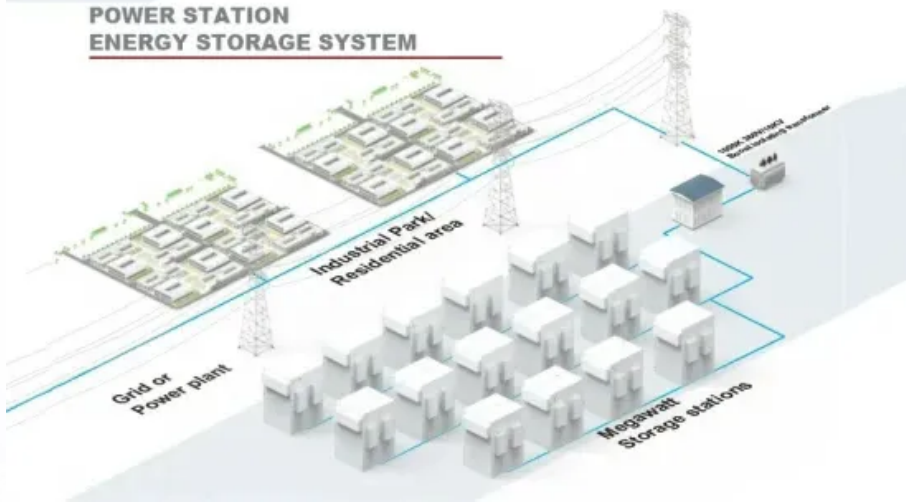 POWER STATION
ENERGY STORAGE SYSTEM
Industrial Park/
Residential area
Grid or
Power plant
Megawatt
Storage stations